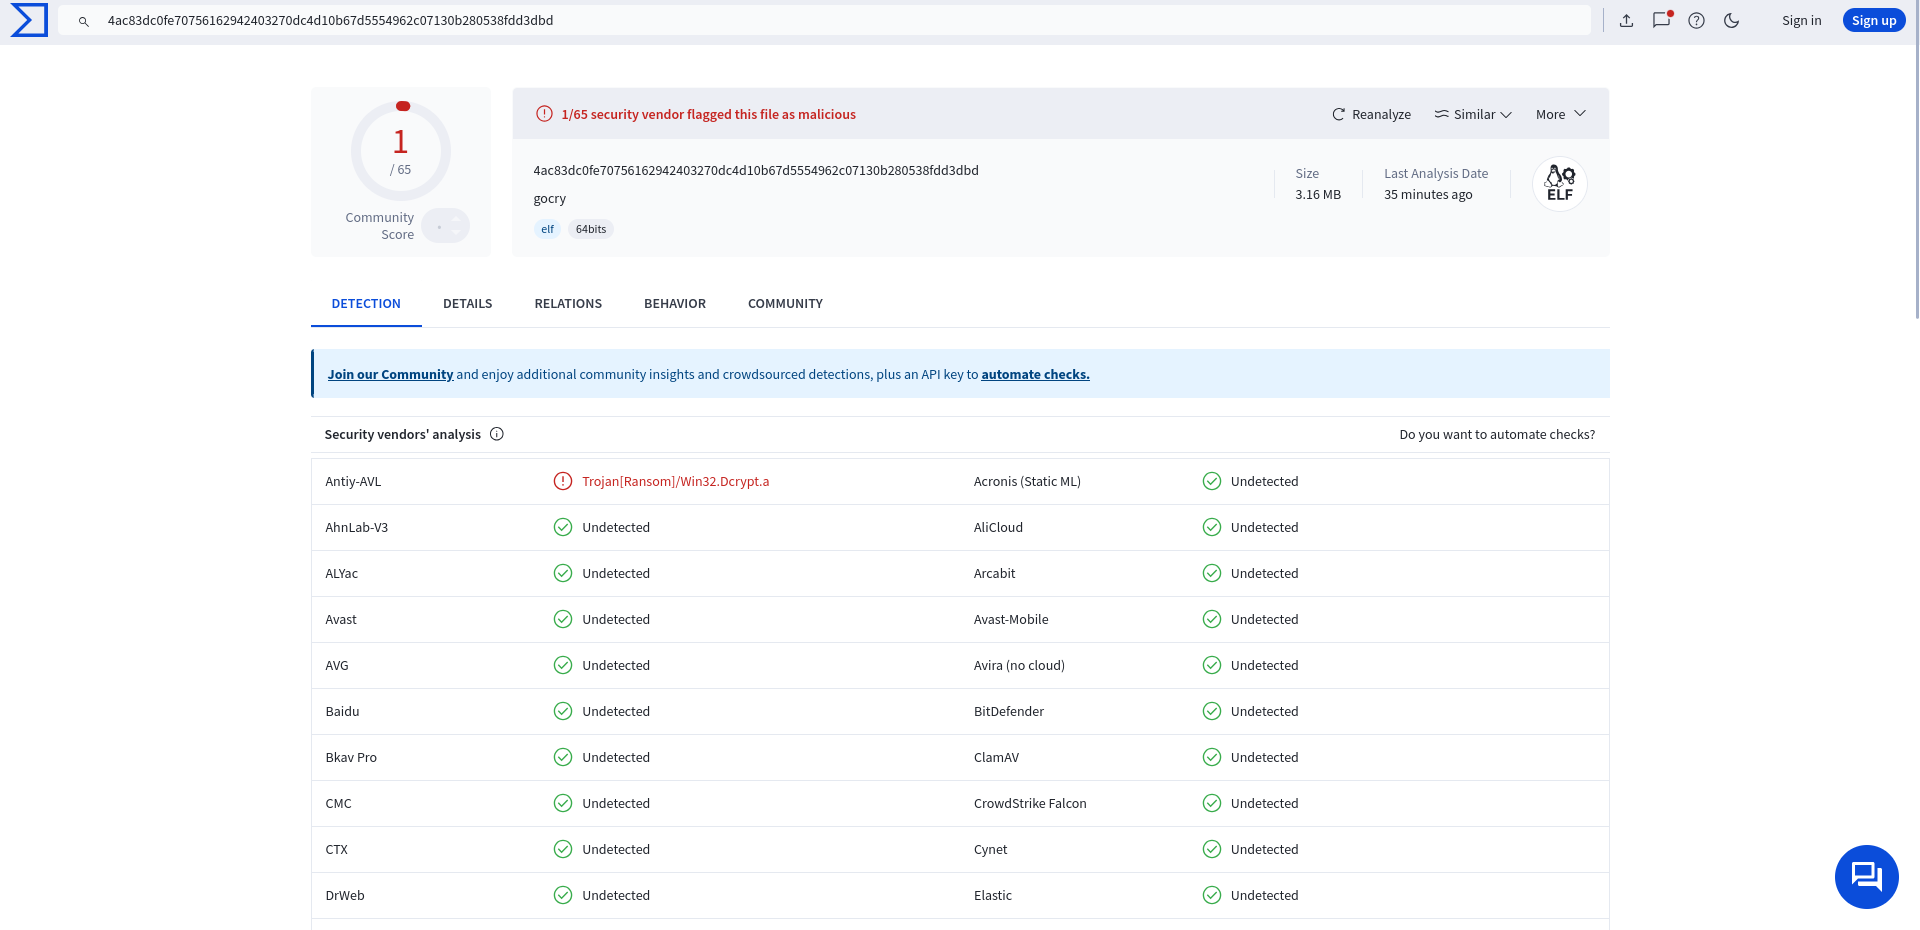 4ac83dc0fe70756162942403270dc4d10b67d5554962c07130b280538fdd3dbd
Sign in
Sign up
1
/ 65
Community
Score
1/65 security vendor flagged this file as malicious
Reanalyze
Similar
More
4ac83dc0fe70756162942403270dc4d10b67d5554962c07130b280538fdd3dbd
gocry
elf
64bits
Size
3.16 MB
Last Analysis Date
35 minutes ago
ELF
DETECTION
DETAILS
RELATIONS
BEHAVIOR
COMMUNITY
Join our Community and enjoy additional community insights and crowdsourced detections, plus an API key to automate checks.
Security vendors' analysis
Do you want to automate checks?
Antiy-AVL Trojan[Ransom]/Win32.Dcrypt.a Acronis (Static ML) Undetected
AhnLab-V3 Undetected AliCloud Undetected
ALYac Undetected Arcabit Undetected
Avast Undetected Avast-Mobile Undetected
AVG Undetected Avira (no cloud) Undetected
Baidu Undetected BitDefender Undetected
Bkav Pro Undetected ClamAV Undetected
CMC Undetected CrowdStrike Falcon Undetected
CTX Undetected Cynet Undetected
DrWeb Undetected Elastic Undetected